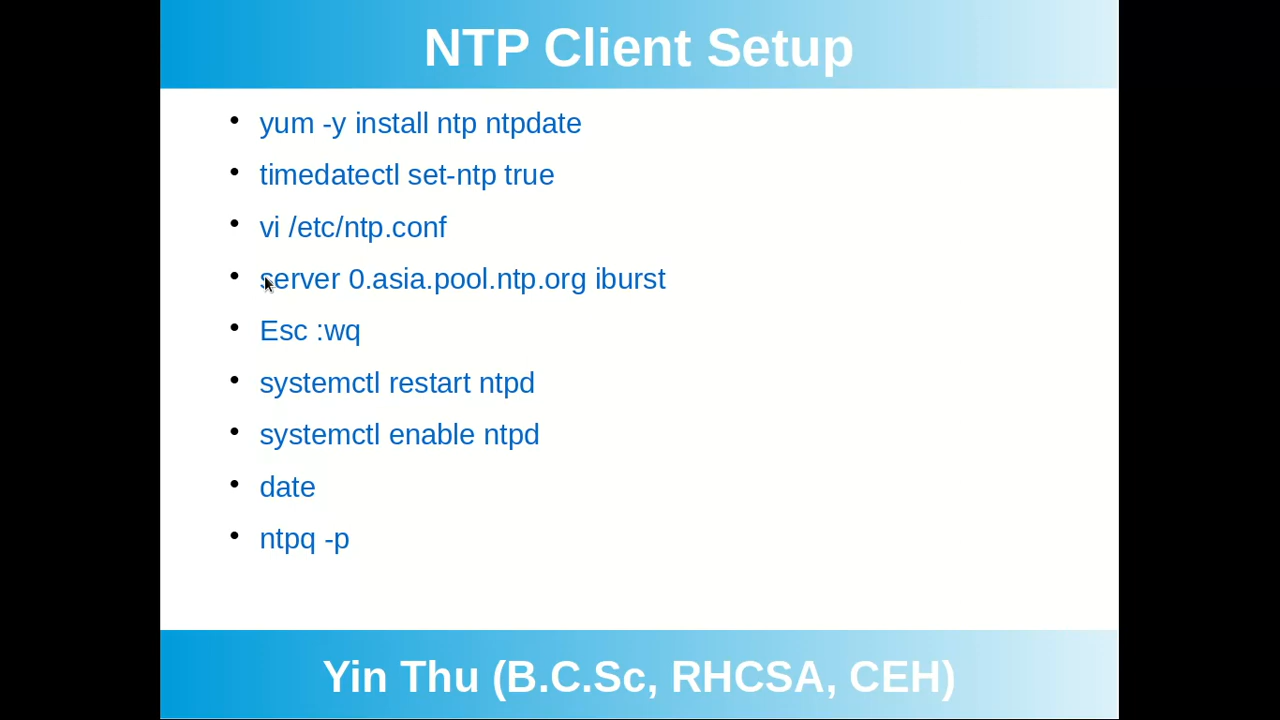 NTP Client Setup
• yum -y install ntp ntpdate
• timedatectl set-ntp true
• vi /etc/ntp.conf
• server 0.asia.pool.ntp.org iburst
• Esc :wq
• systemctl restart ntpd
• systemctl enable ntpd
• date
• ntpq -p
Yin Thu (B.C.Sc, RHCSA, CEH)